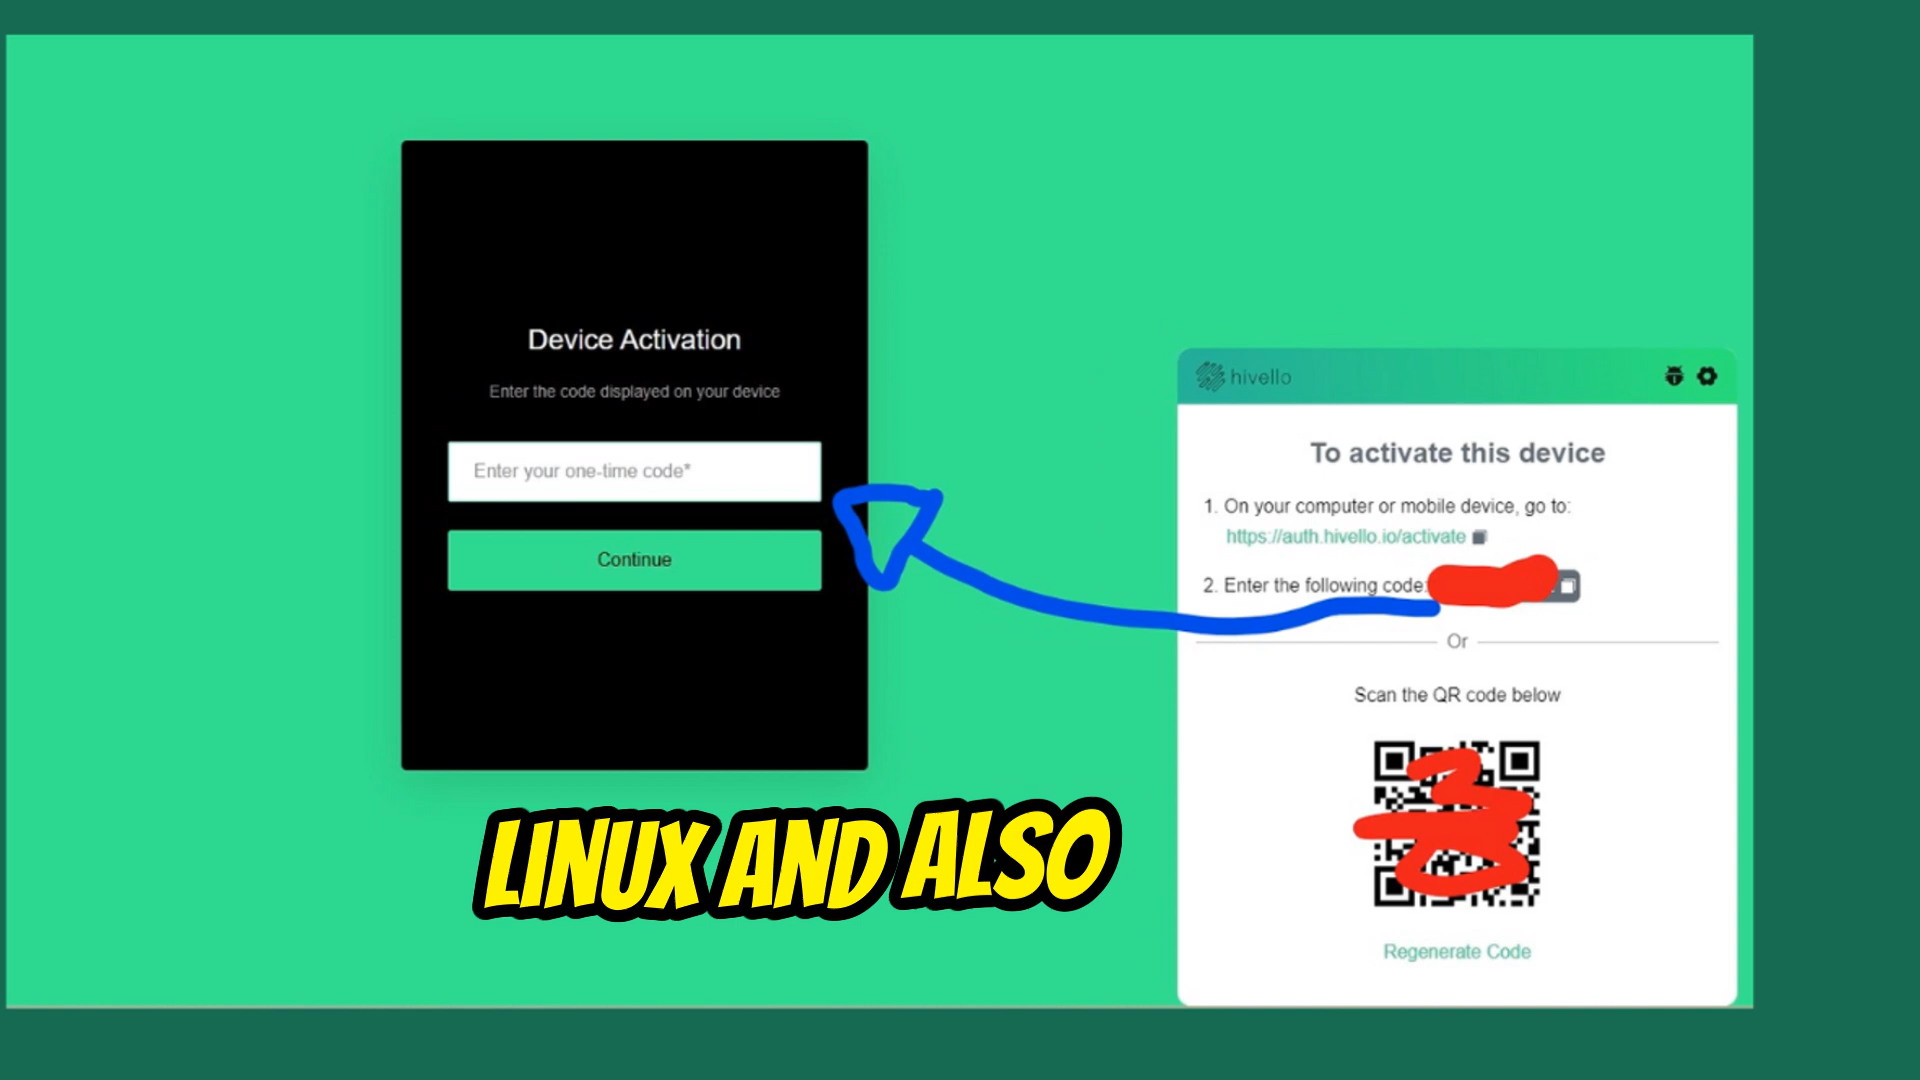 Device Activation
Enter the code displayed on your device
Enter your one-time code*
Continue
hivello
To activate this device
1. On your computer or mobile device, go to:
https://auth.hivello.io/activate
2. Enter the following code:
Or
Scan the QR code below
Regenerate Code
LINUX AND ALSO